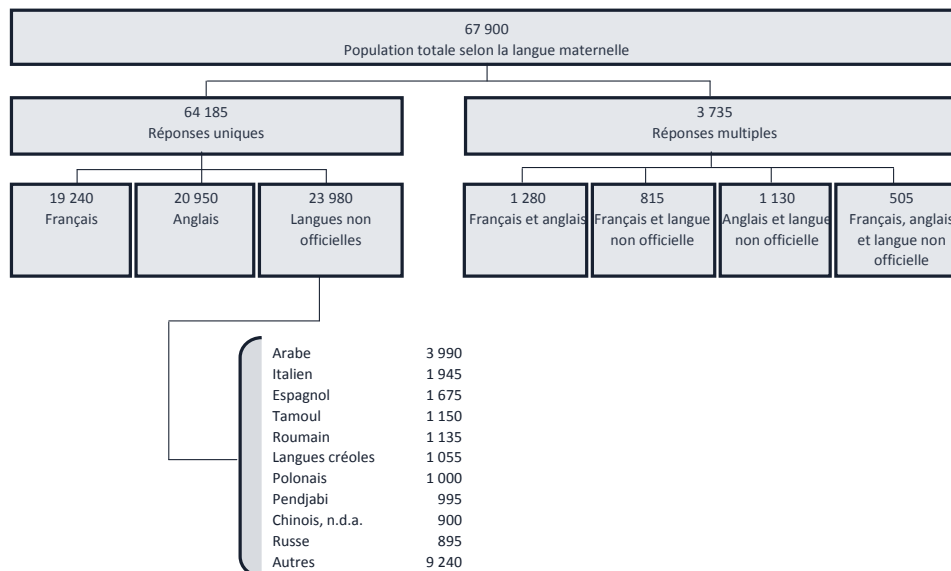 67 900
Population totale selon la langue maternelle
64 185
Réponses uniques
3 735
Réponses multiples
19 240
Français
20 950
Anglais
23 980
Langues non
officielles
1 280
Français et anglais
815
Français et langue
non officielle
1 130
Anglais et langue
non officielle
505
Français, anglais
et langue non
officielle
Arabe 3 990
Italien 1 945
Espagnol 1 675
Tamoul 1 150
Roumain 1 135
Langues créoles 1 055
Polonais 1 000
Pendjabi 995
Chinois, n.d.a. 900
Russe 895
Autres 9 240